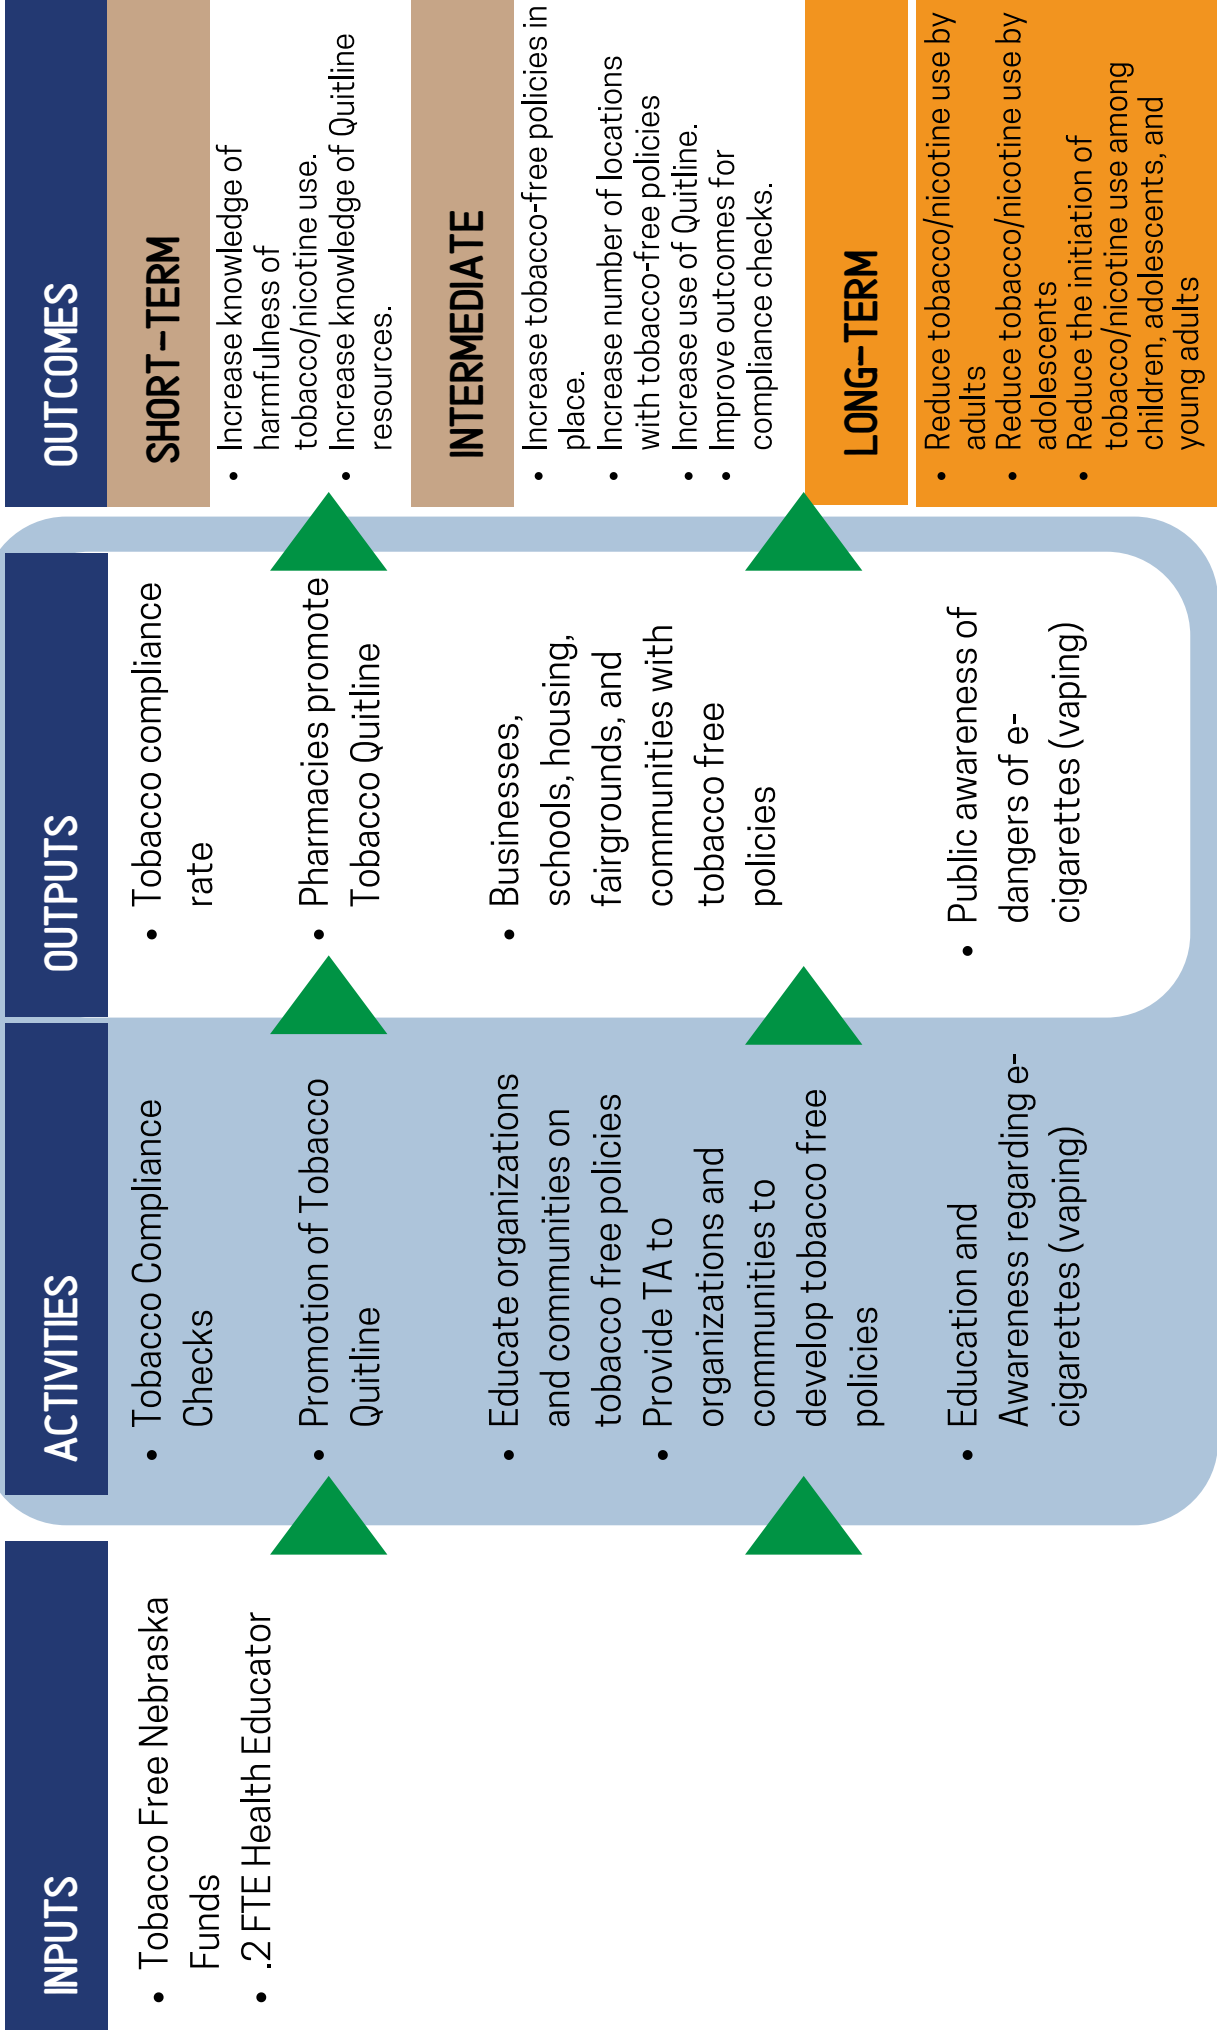 INPUTS
• Tobacco Free Nebraska
Funds
• .2 FTE Health Educator
ACTIVITIES
• Tobacco Compliance
Checks
• Promotion of Tobacco
Quitline
• Educate organizations
and communities on
tobacco free policies
• Provide TA to
organizations and
communities to
develop tobacco free
policies
• Education and
Awareness regarding e-
cigarettes (vaping)
OUTPUTS
• Tobacco compliance
rate
• Pharmacies promote
Tobacco Quitline
• Businesses,
schools, housing,
fairgrounds, and
communities with
tobacco free
policies
• Public awareness of
dangers of e-
cigarettes (vaping)
OUTCOMES
SHORT-TERM
• Increase knowledge of
harmfulness of
tobacco/nicotine use.
• Increase knowledge of Quitline
resources.
INTERMEDIATE
• Increase tobacco-free policies in
place.
• Increase number of locations
with tobacco-free policies
• Increase use of Quitline.
• Improve outcomes for
compliance checks.
LONG-TERM
• Reduce tobacco/nicotine use by
adults
• Reduce tobacco/nicotine use by
adolescents
• Reduce the initiation of
tobacco/nicotine use among
children, adolescents, and
young adults